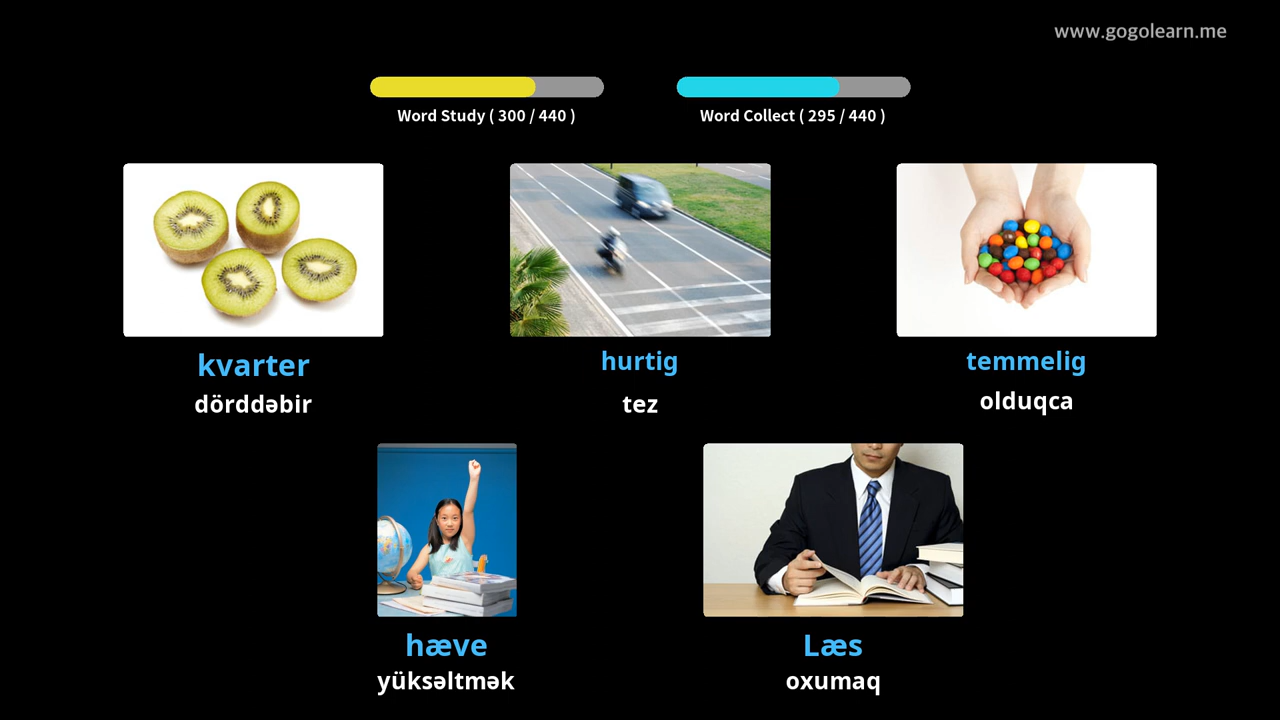 www.gogolearn.me
Word Study ( 300 / 440 )
Word Collect ( 295 / 440 )
kvarter
dörddəbir
hurtig
tez
temmelig
olduqca
hæve
yüksəltmək
Læs
oxumaq